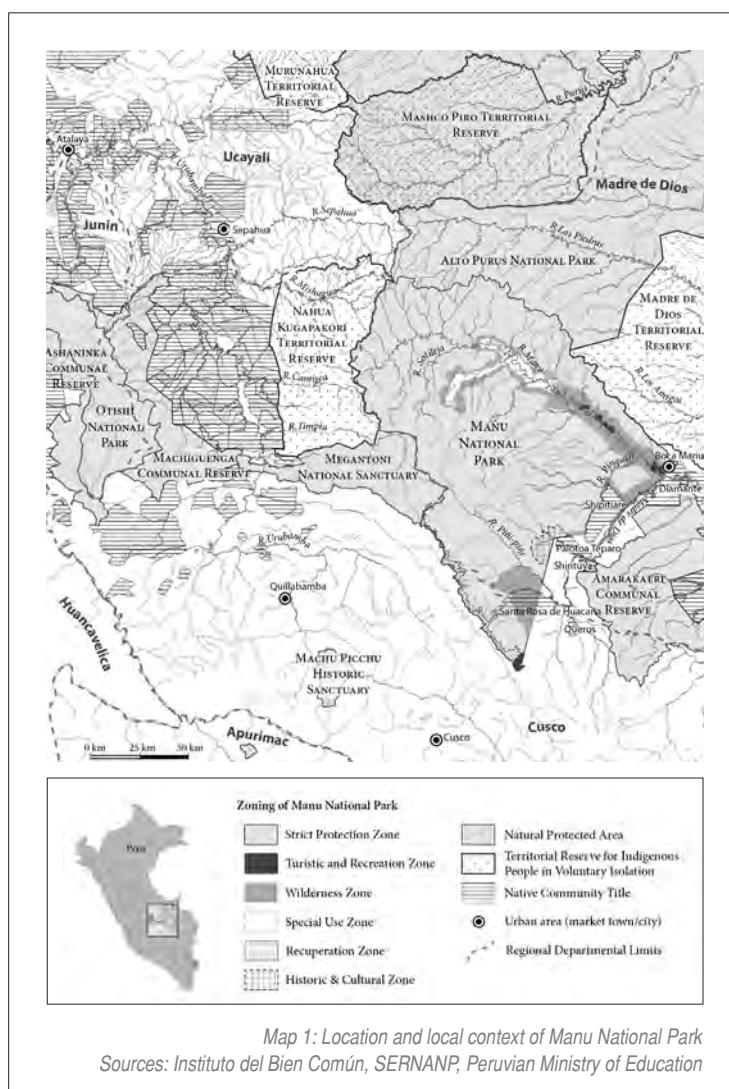 MURUNAHUA
TERRITORIAL
RESERVE
R. Purús
MASHCO PIRO TERRITORIAL
RESERVE
Atalaya
R. Urubamba
Ucayali
Madre de Dios
Junin
Sepahua
R. Sepahua
R. Las Piedras
ALTO PURUS NATIONAL PARK
R. Mishagua
NAHUA
KUGAPAKORI
TERRITORIAL
RESERVE
MADRE DE
DIOS
TERRITORIAL
RESERVE
ASHANINKA
COMMUNAL
RESERVE
R. Sotileja
R. Manu
R. Camisea
R. Los Amigos
OTISHI
NATIONAL
PARK
R. Timpia
MANU
NATIONAL
PARK
MACHIGUENGA
COMMUNAL RESERVE
MEGANTONI
NATIONAL SANCTUARY
Boca Manu
Diamante
Shipitiare
R. Urubamba
Palotoa Teparo
Shintuya
Quillabamba
AMARAKAERI
COMMUNAL
RESERVE
Santa Rosa de Huacaria
Queros
Huancavelica
MACHU PICCHU
HISTORIC
SANCTUARY
Cusco
Apurimac
Cusco
0 km 25 km 50 km
Zoning of Manu National Park
Peru
Strict Protection Zone
Turistic and Recreation Zone
Wilderness Zone
Special Use Zone
Recuperation Zone
Historic & Cultural Zone
Natural Protected Area
Territorial Reserve for Indigenous
People in Voluntary Isolation
Native Community Title
Urban area (market town/city)
Regional Departmental Limits
Map 1: Location and local context of Manu National Park
Sources: Instituto del Bien Común, SERNANP, Peruvian Ministry of Education